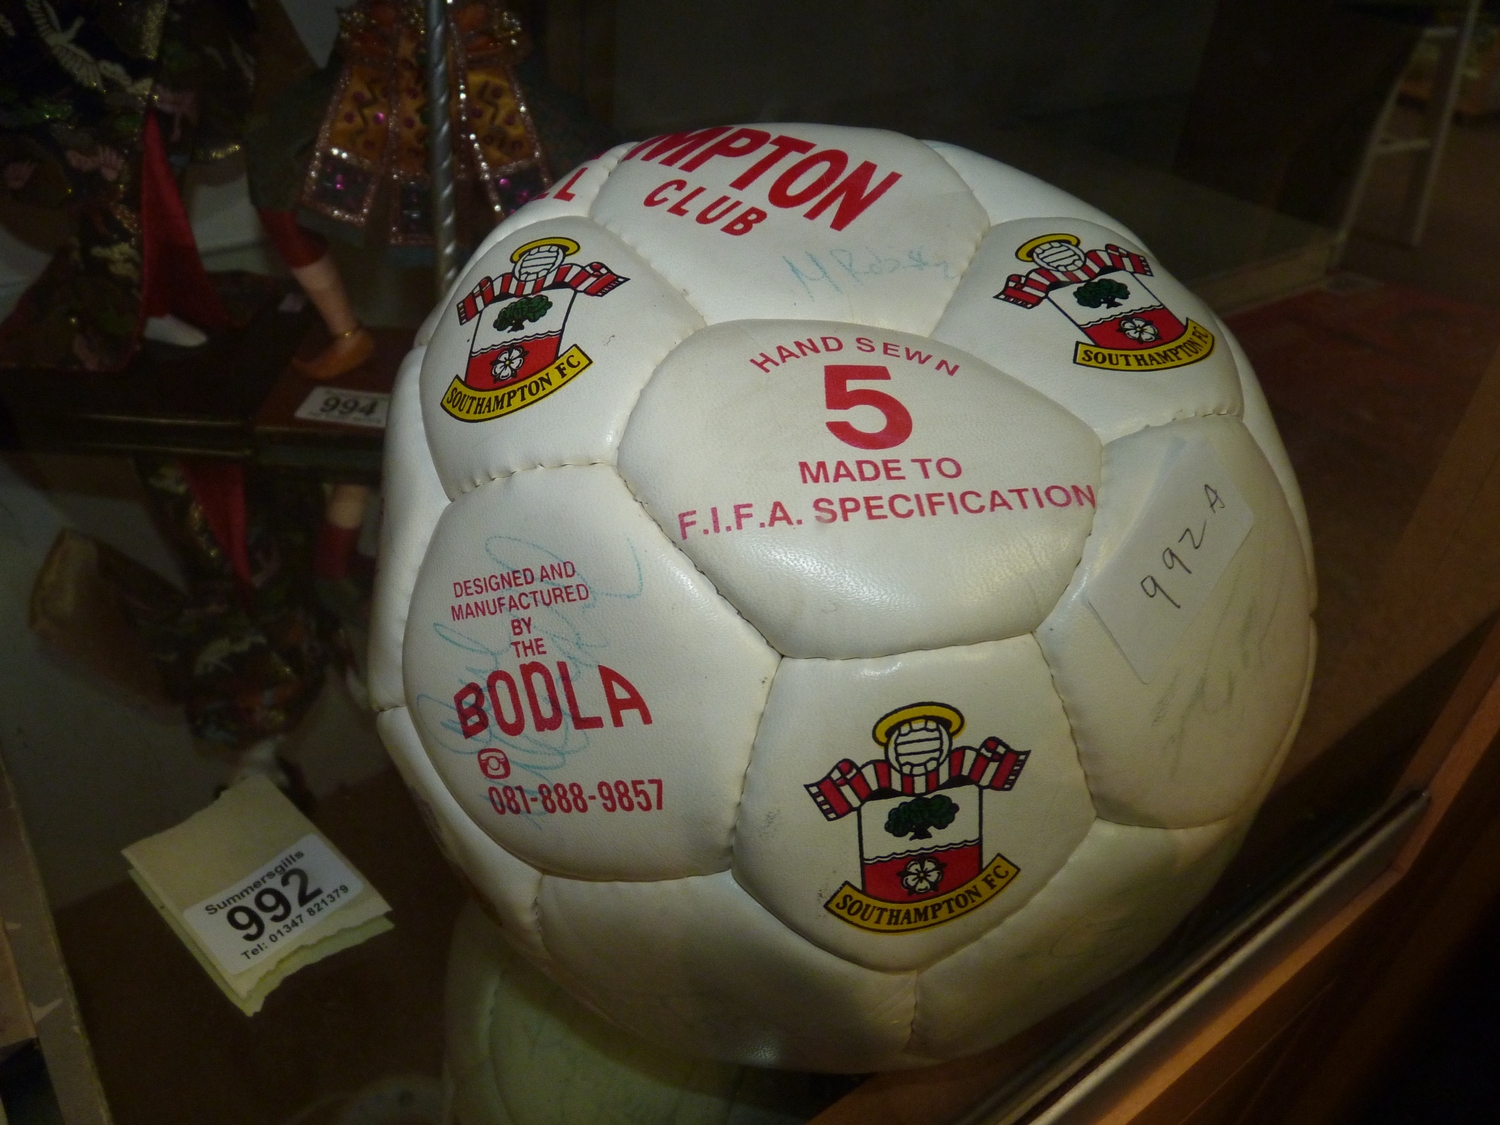 MPTON
CLUB
SOUTHAMPTON FC
SOUTHAMPTON FC
HAND SEWN
5
MADE TO
F.I.F.A. SPECIFICATION
994
992 A
DESIGNED AND
MANUFACTURED
BY
THE
BODLA
081-888-9857
SOUTHAMPTON FC
Summersgills
992
Tel: 01347 821379